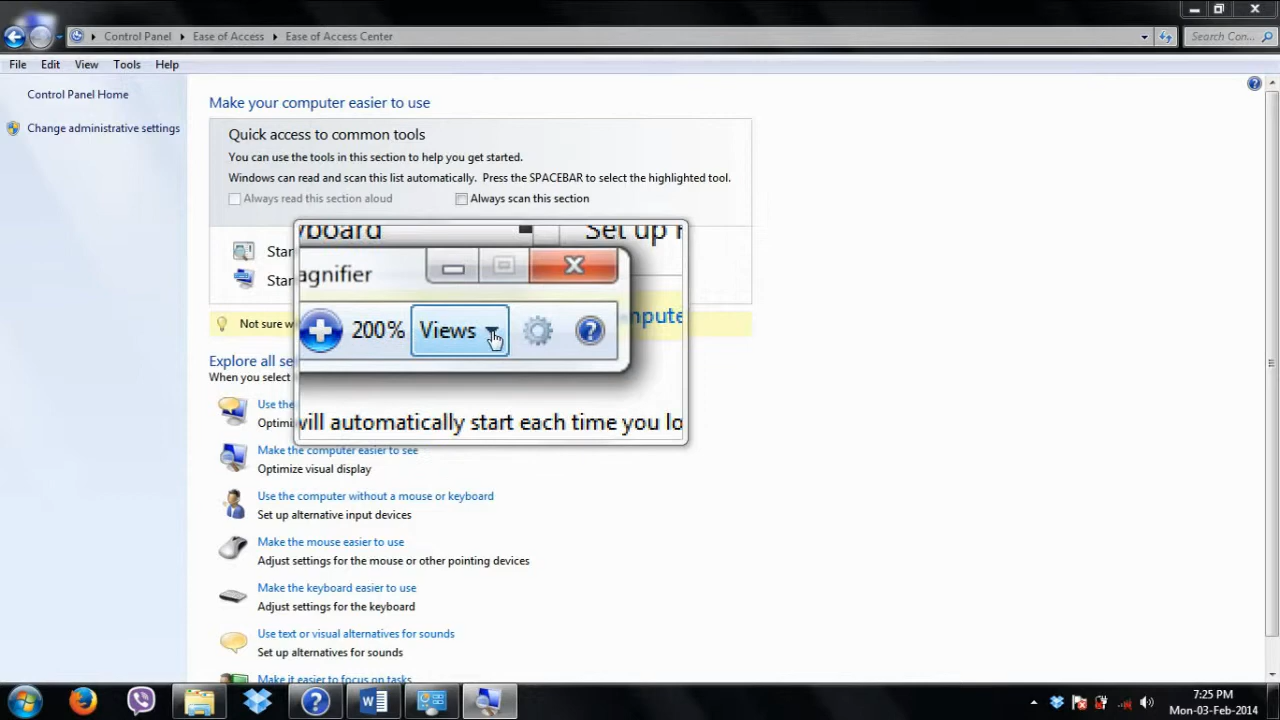 Control Panel Ease of Access Ease of Access Center
Search Con...
File Edit View Tools Help
Control Panel Home
Change administrative settings
Make your computer easier to use
Quick access to common tools
You can use the tools in this section to help you get started.
Windows can read and scan this list automatically. Press the SPACEBAR to select the highlighted tool.
Always read this section aloud
Always scan this section
Star
Star
Not sure w
agnifier
200% Views
will automatically start each time you lo
Explore all se
When you select
Use the
Optimi
Make the computer easier to see
Optimize visual display
Use the computer without a mouse or keyboard
Set up alternative input devices
Make the mouse easier to use
Adjust settings for the mouse or other pointing devices
Make the keyboard easier to use
Adjust settings for the keyboard
Use text or visual alternatives for sounds
Set up alternatives for sounds
Make it easier to focus on tasks
7:25 PM
Mon-03-Feb-2014